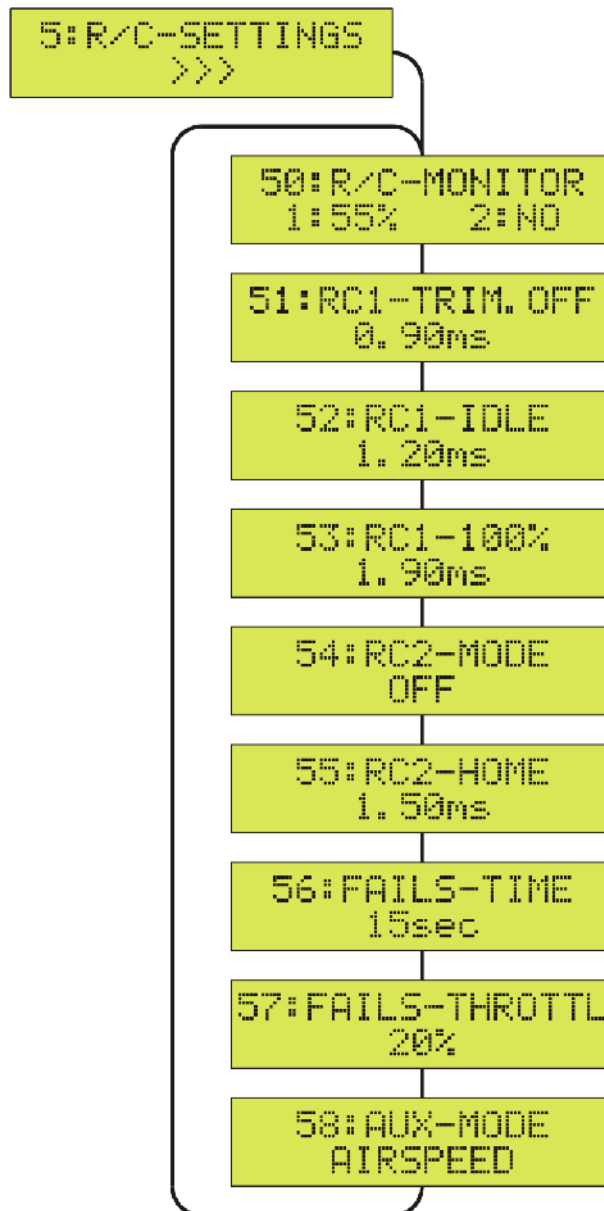 5:R/C-SETTINGS
>>>
50:R/C-MONITOR
1:55% 2:NO
51:RC1-TRIM.OFF
0.90ms
52:RC1-IDLE
1.20ms
53:RC1-100%
1.90ms
54:RC2-MODE
OFF
55:RC2-HOME
1.50ms
56:FAILS-TIME
15sec
57:FAILS-THROTTL
20%
58:AUX-MODE
AIRSPEED